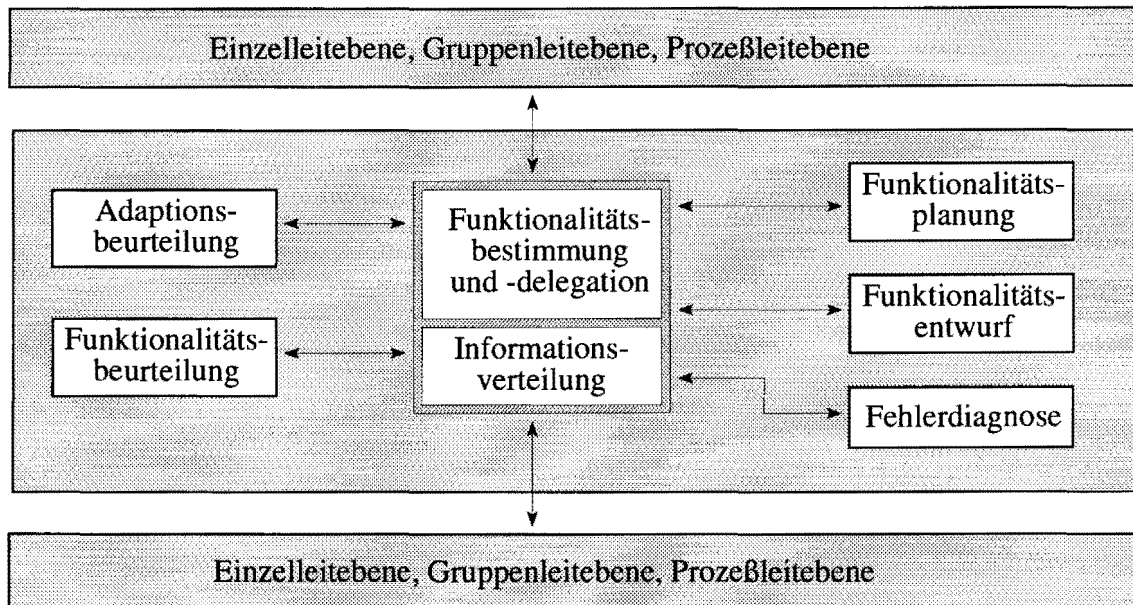 Einzelleitebene, Gruppenleitebene, Prozeßleitebene
Adaptions-
beurteilung
Funktionalitäts-
beurteilung
Funktionalitäts-
bestimmung
und -delegation
Informations-
verteilung
Funktionalitäts-
planung
Funktionalitäts-
entwurf
Fehlerdiagnose
Einzelleitebene, Gruppenleitebene, Prozeßleitebene